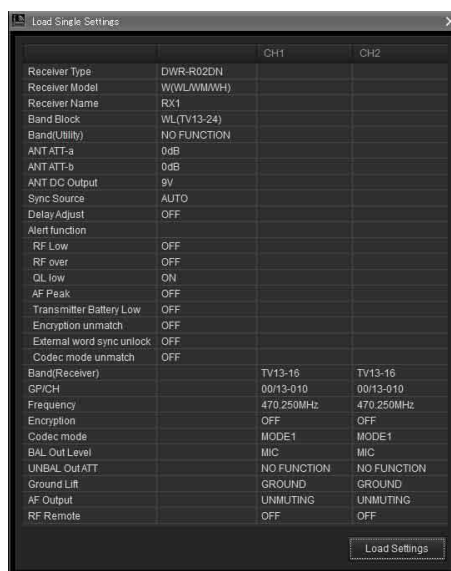 Load Single Settings
CH1 CH2
Receiver Type DWR-R02DN
Receiver Model W(WL/WM/WH)
Receiver Name RX1
Band Block WL(TV13-24)
Band(Utility) NO FUNCTION
ANT ATT-a 0dB
ANT ATT-b 0dB
ANT DC Output 9V
Sync Source AUTO
Delay Adjust OFF
Alert function
RF Low OFF
RF over OFF
QL low ON
AF Peak OFF
Transmitter Battery Low OFF
Encryption unmatch OFF
External word sync unlock OFF
Codec mode unmatch OFF
Band(Receiver) TV13-16 TV13-16
GP/CH 00/13-010 00/13-010
Frequency 470.250MHz 470.250MHz
Encryption OFF OFF
Codec mode MODE1 MODE1
BAL Out Level MIC MIC
UNBAL Out ATT NO FUNCTION NO FUNCTION
Ground Lift GROUND GROUND
AF Output UNMUTING UNMUTING
RF Remote OFF OFF
Load Settings